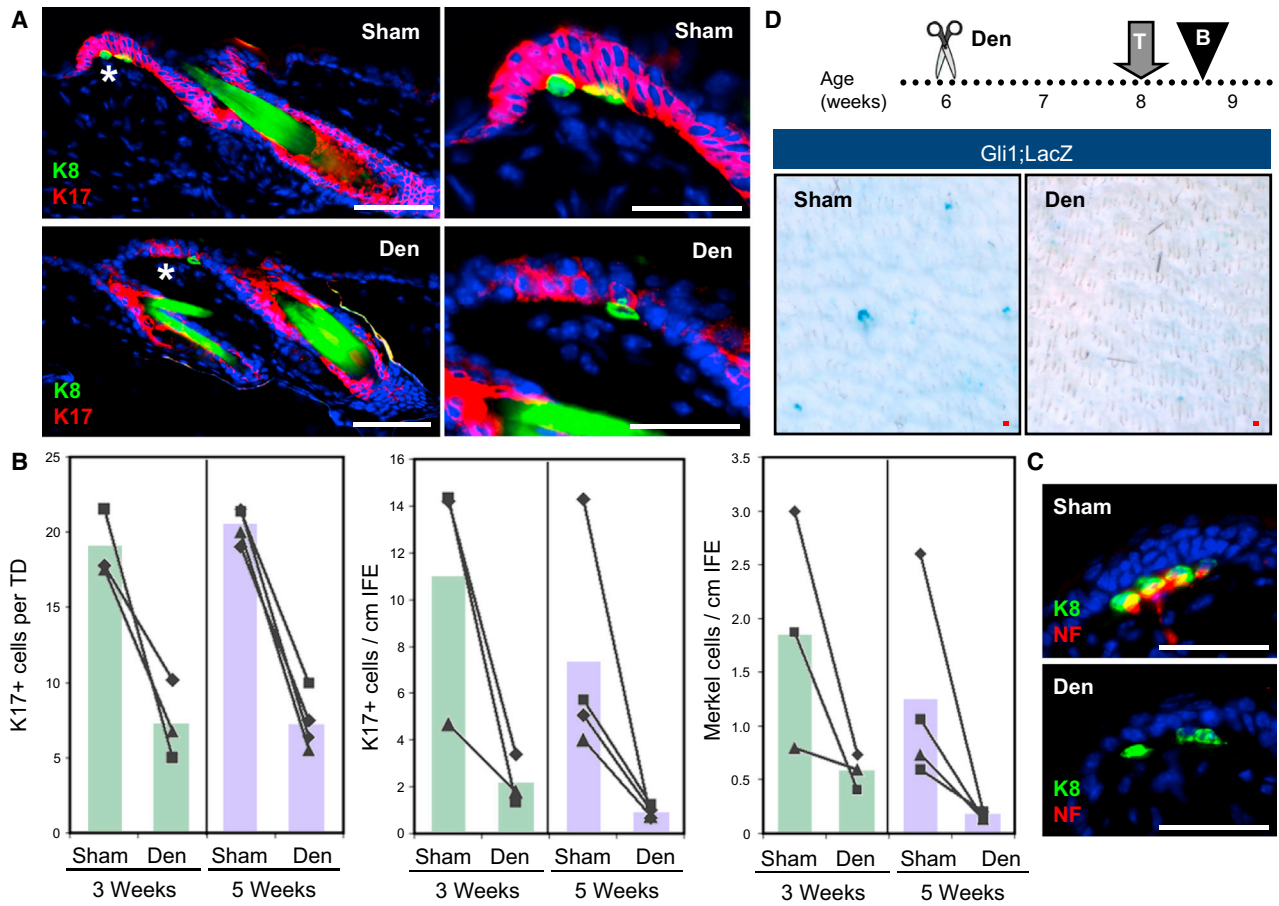 A
Sham
*
K8
K17
Sham
Den
*
K8
K17
Den
B
K17+ cells per TD
25
20
15
10
5
0
Sham Den Sham Den
3 Weeks 5 Weeks
K17+ cells / cm IFE
16
14
12
10
8
6
4
2
0
Sham Den Sham Den
3 Weeks 5 Weeks
Merkel cells / cm IFE
3.5
3.0
2.5
2.0
1.5
1.0
0.5
0
Sham Den Sham Den
3 Weeks 5 Weeks
C
Sham
K8
NF
Den
K8
NF
D
Den
T
B
Age
(weeks)
6 7 8 9
Gli1;LacZ
Sham
Den